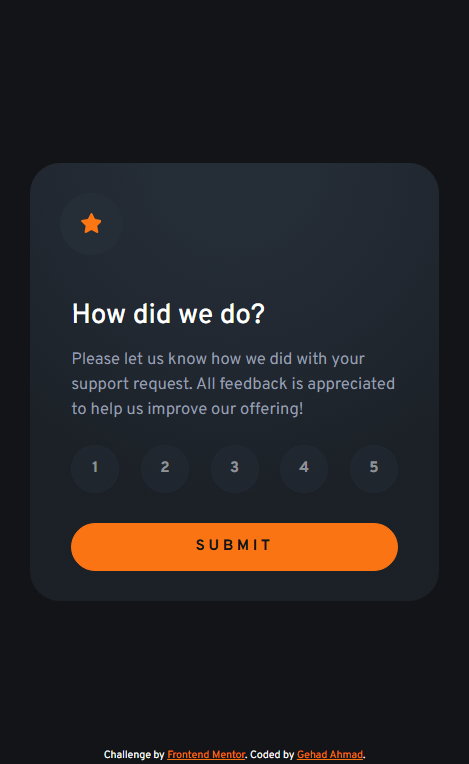 How did we do?
Please let us know how we did with your
support request. All feedback is appreciated
to help us improve our offering!
1 2 3 4 5
SUBMIT
Challenge by Frontend Mentor. Coded by Gehad Ahmad.